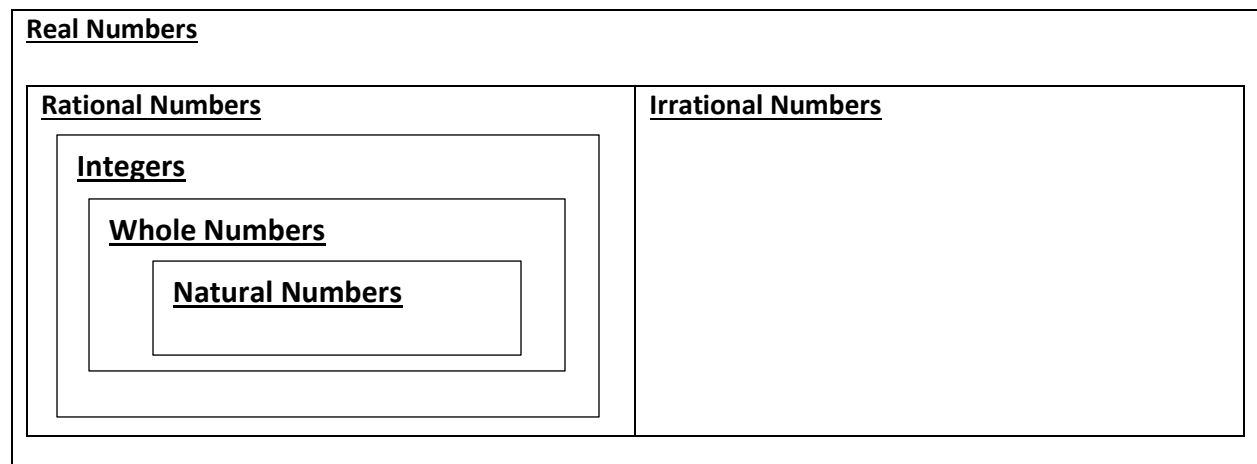 Real Numbers
Rational Numbers
Irrational Numbers
Integers
Whole Numbers
Natural Numbers